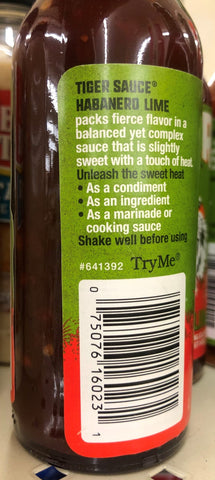 TIGER SAUCE®
HABANERO LIME
packs fierce flavor in a
balanced yet complex
sauce that is slightly
sweet with a touch of heat.
Unleash the sweet heat
• As a condiment
• As an ingredient
• As a marinade or
cooking sauce
Shake well before using
#641392 TryMe®
0 75076 16023 1